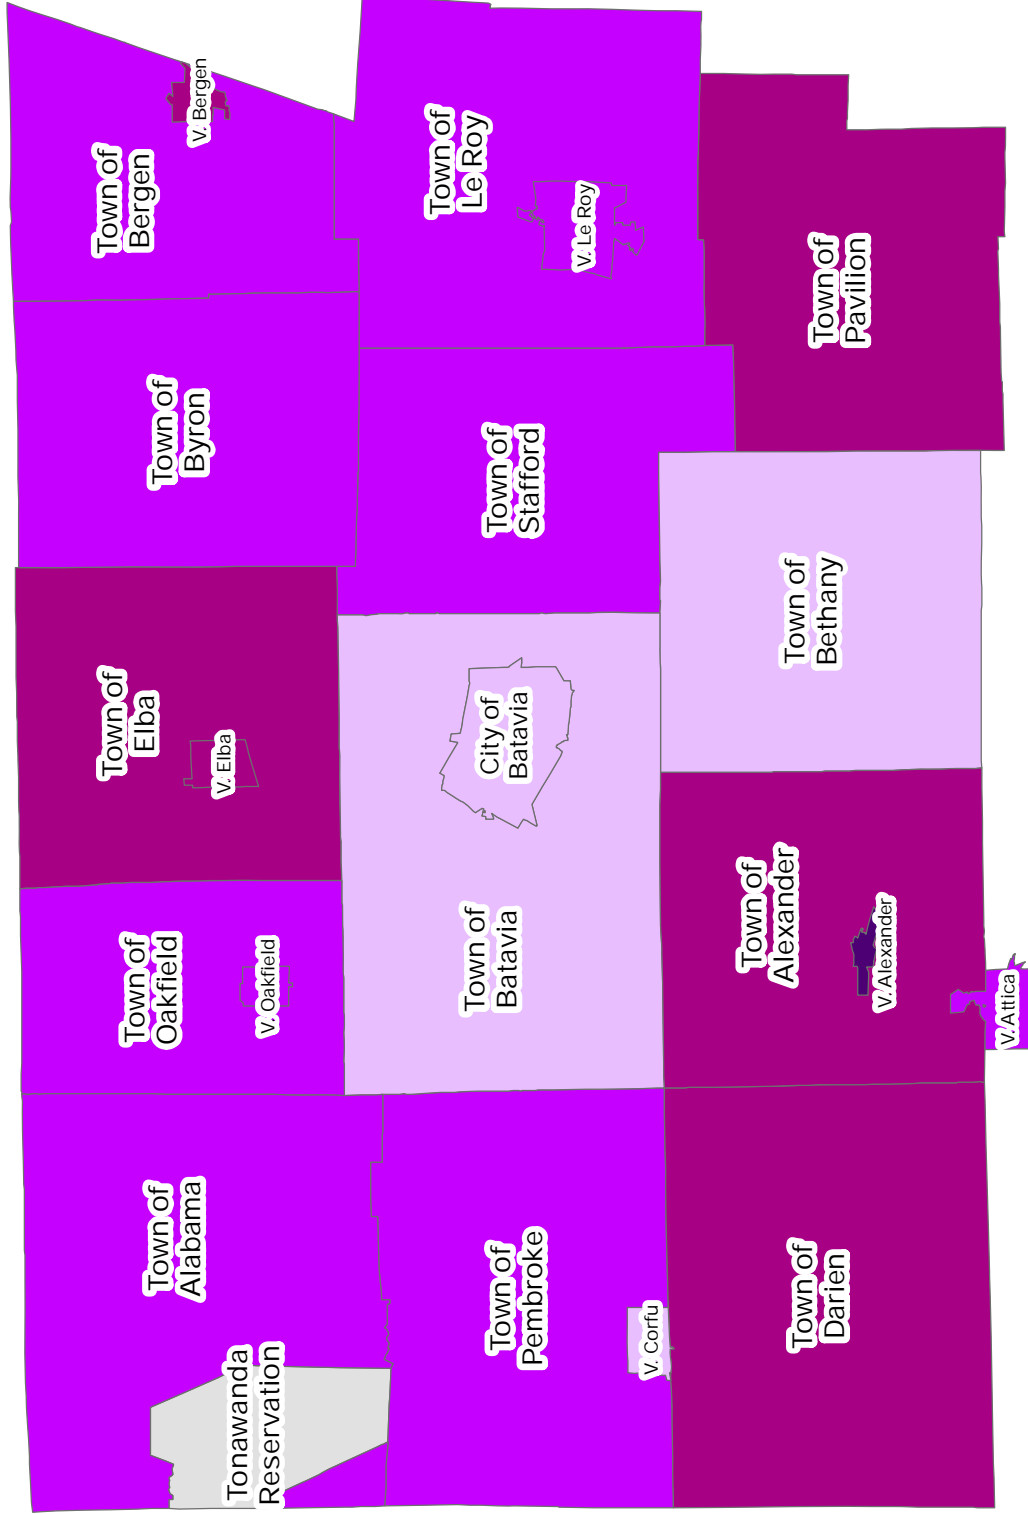 Town of
Alabama
Tonawanda
Reservation
Town of
Oakfield
V. Oakfield
Town of
Elba
V. Elba
Town of
Byron
Town of
Bergen
V. Bergen
Town of
Pembroke
V. Corfu
Town of
Batavia
City of
Batavia
Town of
Stafford
Town of
Le Roy
V. Le Roy
Town of
Darien
Town of
Alexander
V. Alexander
V. Attica
Town of
Bethany
Town of
Pavilion